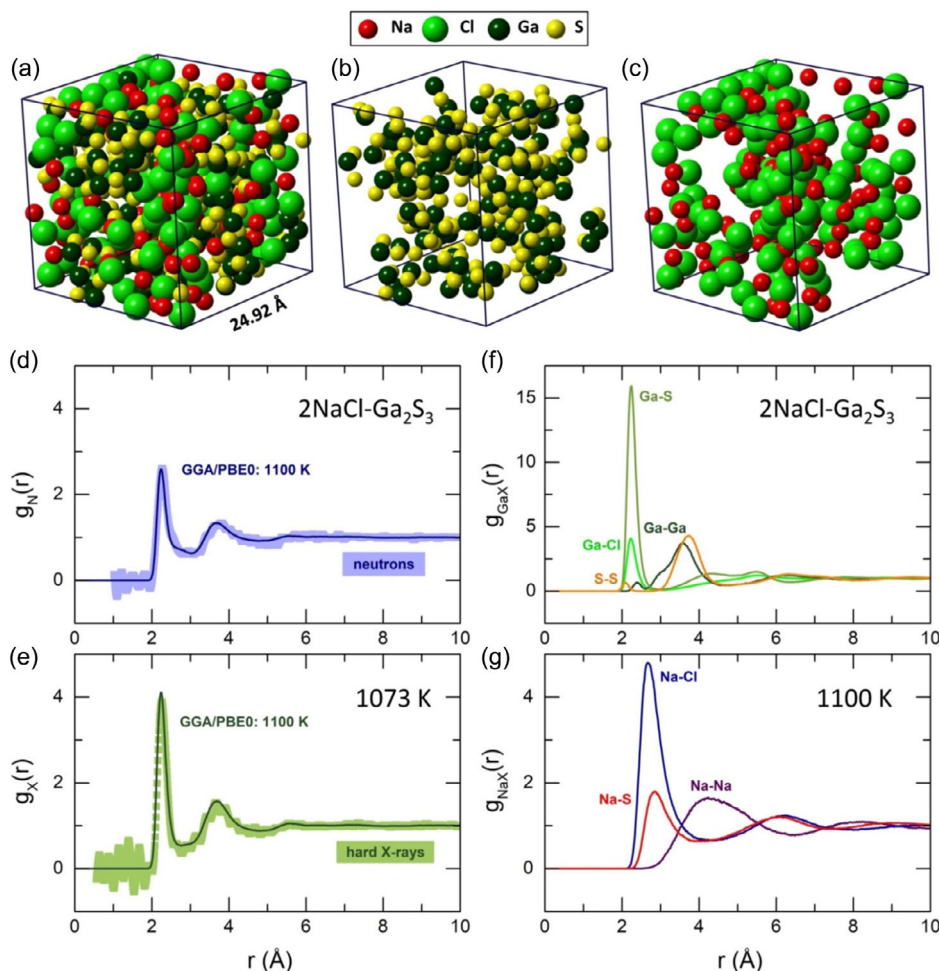 Na Cl Ga S
(a) (b) (c)
24.92 Å
(d) (f)
2NaCl-Ga₂S₃
GGA/PBE0: 1100 K
neutrons
gN(r)
4
2
0
0 2 4 6 8 10
2NaCl-Ga₂S₃
Ga-S
Ga-Ga
Ga-Cl
S-S
gGaX(r)
15
10
5
0
0 2 4 6 8 10
(e) (g)
1073 K
GGA/PBE0: 1100 K
hard X-rays
gX(r)
4
2
0
0 2 4 6 8 10
r (Å)
1100 K
Na-Cl
Na-Na
Na-S
gNaX(r)
4
2
0
0 2 4 6 8 10
r (Å)